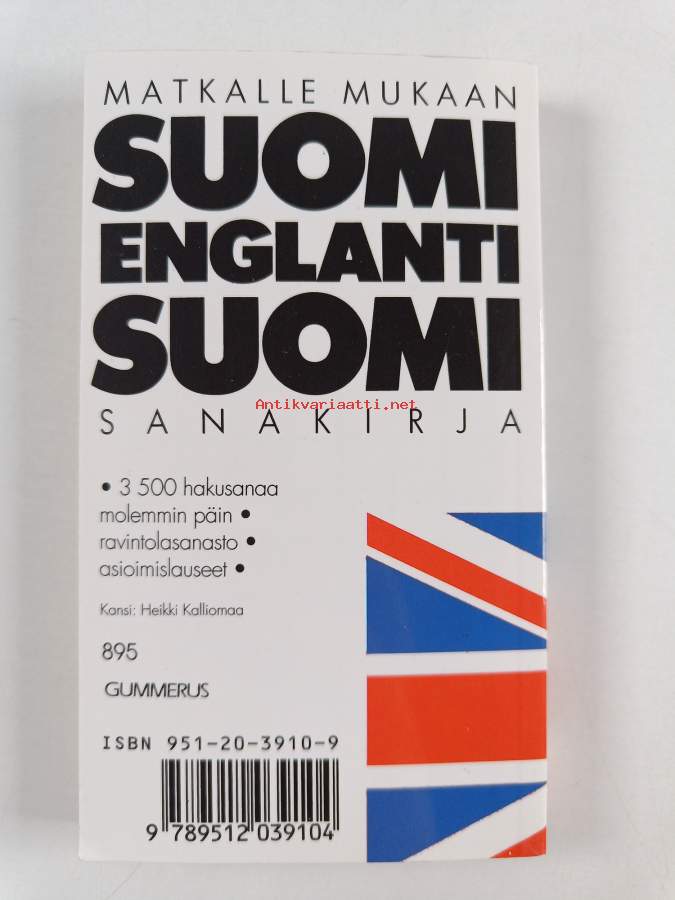 MATKALLE MUKAAN
SUOMI
ENGLANTI
SUOMI
Antikvariaatti.net
SANAKIRJA
• 3 500 hakusanaa
molemmin päin •
ravintolasanasto •
asioimislauseet •
Kansi: Heikki Kalliomaa
895
GUMMERUS
ISBN 951-20-3910-9
9 789512 039104